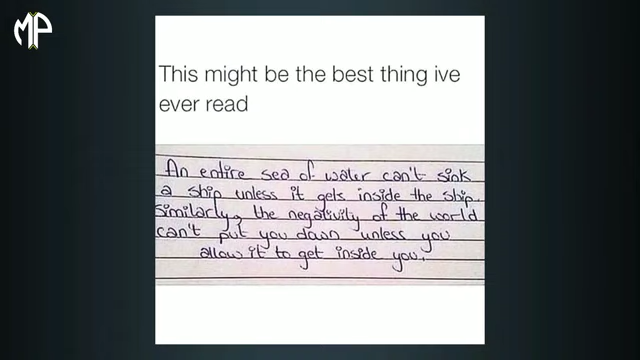 MP
This might be the best thing ive
ever read
An entire sea of water can't sink
a ship unless it gets inside the ship.
Similarly, the negativity of the world
can't put you down unless you
allow it to get inside you.